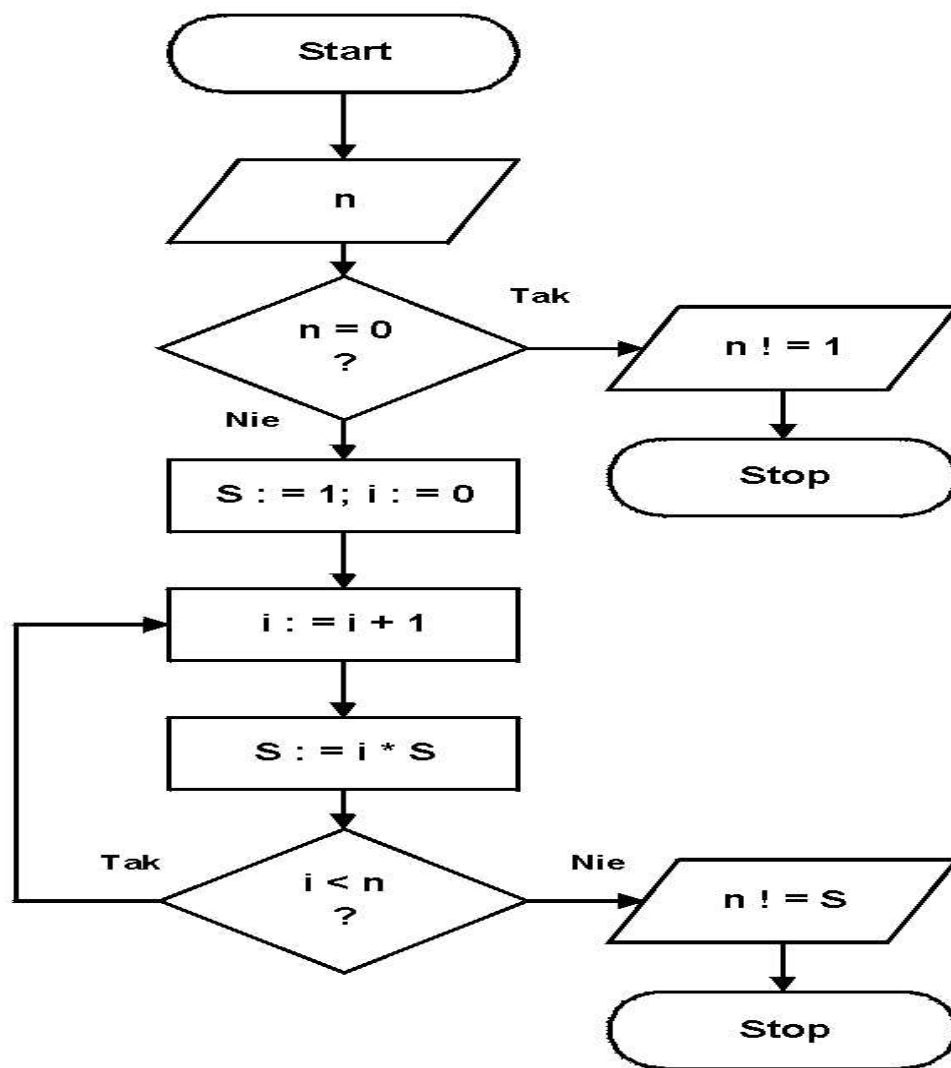 Start
n
n = 0
?
Tak
n ! = 1
Stop
Nie
S : = 1; i : = 0
i : = i + 1
S : = i * S
i < n
?
Tak
Nie
n ! = S
Stop